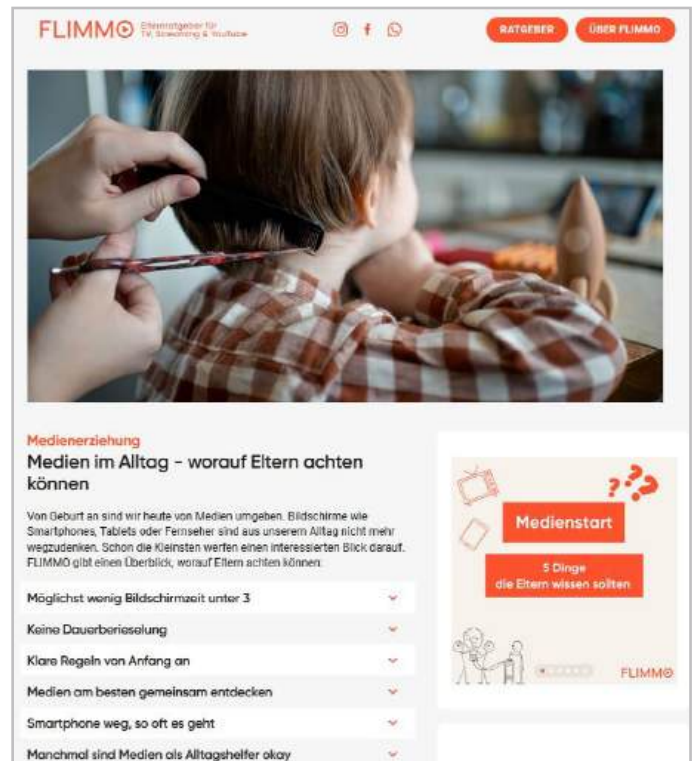 FLIMMO Elternratgeber für
TV, Streaming & YouTube
RATGEBER
ÜBER FLIMMO
Medienerziehung
Medien im Alltag – worauf Eltern achten
können
Von Geburt an sind wir heute von Medien umgeben. Bildschirme wie
Smartphones, Tablets oder Fernseher sind aus unserem Alltag nicht mehr
wegzudenken. Schon die Kleinsten werfen einen interessierten Blick darauf.
FLIMMO gibt einen Überblick, worauf Eltern achten können:
Möglichst wenig Bildschirmzeit unter 3
Keine Dauerberieselung
Klare Regeln von Anfang an
Medien am besten gemeinsam entdecken
Smartphone weg, so oft es geht
Manchmal sind Medien als Alltagshelfer okay
???
Medienstart
5 Dinge
die Eltern wissen sollten
FLIMMO